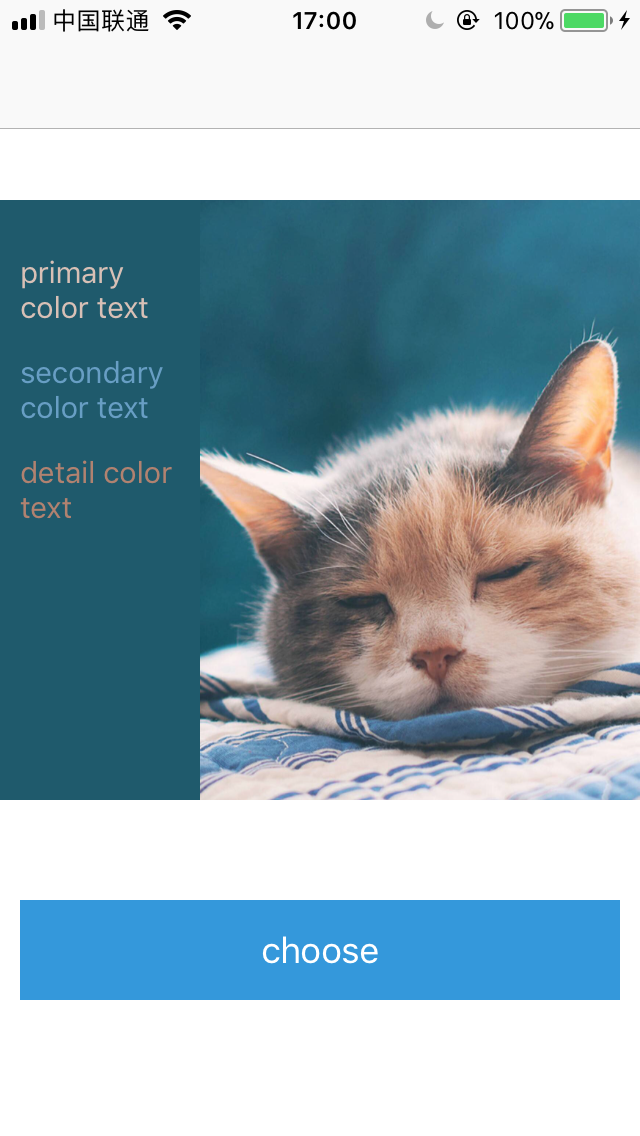 中国联通 17:00 100%
primary
color text
secondary
color text
detail color
text
choose